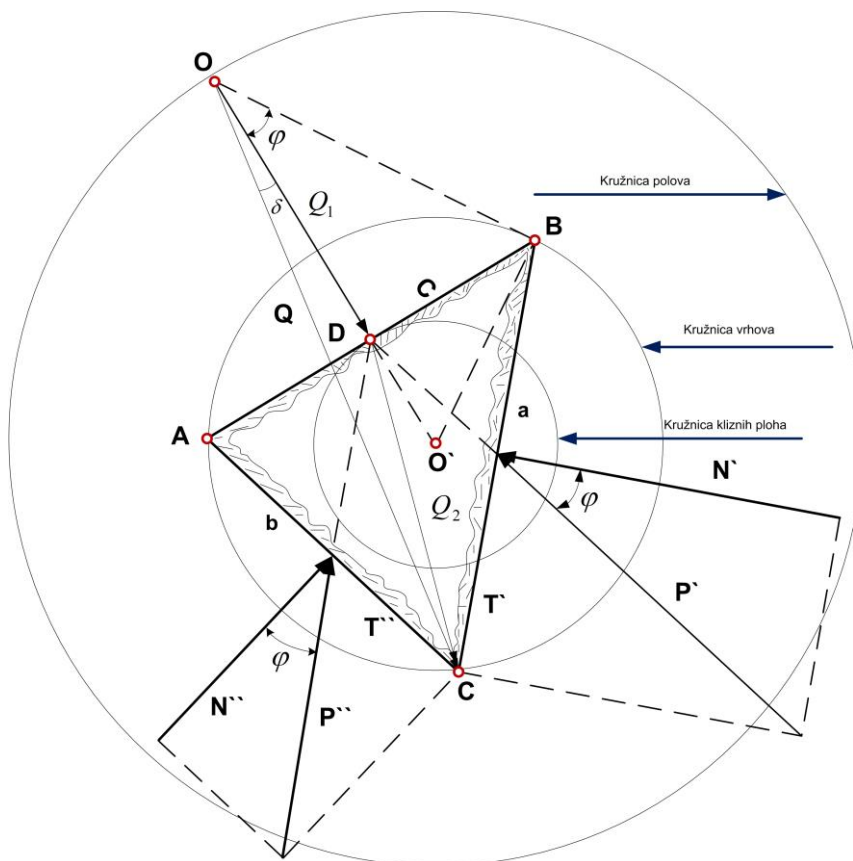 O
φ
δ
Q₁
Kružnica polova
B
C
Q
D
Kružnica vrhova
a
A
Kružnica kliznih ploha
O`
N`
Q₂
φ
b
T`
P`
T``
φ
C
N``
P``